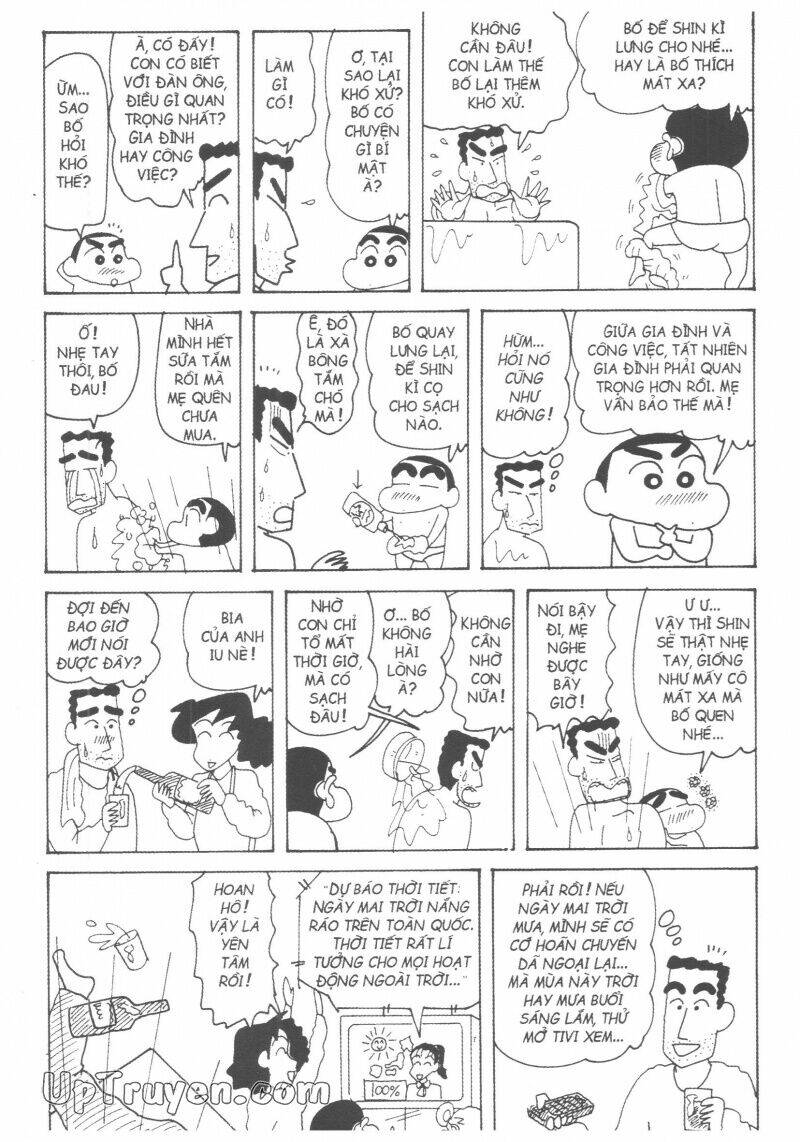 BỐ ĐỂ SHIN KÌ
LƯNG CHO NHÉ...
HAY LÀ BỐ THÍCH
MÁT XA?
KHÔNG
CẦN ĐÂU!
CON LÀM THẾ
BỐ LẠI THÊM
KHÓ XỬ.
Ơ, TẠI
SAO LẠI
KHÓ XỬ?
BỐ CÓ
CHUYỆN
GÌ BÍ
MẬT
À?
LÀM
GÌ
CÓ!
À, CÓ ĐẤY!
CON CÓ BIẾT
VỚI ĐÀN ÔNG,
ĐIỀU GÌ QUAN
TRỌNG NHẤT?
GIA ĐÌNH
HAY CÔNG
VIỆC?
ỪM...
SAO
BỐ
HỎI
KHÓ
THẾ?
GIỮA GIA ĐÌNH VÀ
CÔNG VIỆC, TẤT NHIÊN
GIA ĐÌNH PHẢI QUAN
TRỌNG HƠN RỒI. MẸ
VẪN BẢO THẾ MÀ!
HỪM...
HỎI NÓ
CŨNG
NHƯ
KHÔNG!
BỐ QUAY
LƯNG LẠI,
ĐỂ SHIN
KÌ CỌ
CHO SẠCH
NÀO.
Ê, ĐÓ
LÀ XÀ
BÔNG
TẮM
CHÓ
MÀ!
NHÀ
MÌNH HẾT
SỮA TẮM
RỒI MÀ
MẸ QUÊN
CHƯA
MUA.
Ố!
NHẸ TAY
THÔI, BỐ
ĐAU!
Ư Ư...
VẬY THÌ SHIN
SẼ THẬT NHẸ
TAY, GIỐNG
NHƯ MẤY CÔ
MÁT XA MÀ
BỐ QUEN
NHÉ...
NÓI BẬY
ĐI, MẸ
NGHE
ĐƯỢC
BÂY
GIỜ!
KHÔNG
CẦN
NHỜ
CON
NỮA!
Ơ... BỐ
KHÔNG
HÀI
LÒNG
À?
NHỜ
CON CHỈ
TỔ MẤT
THỜI GIỜ,
MÀ CÓ
SẠCH
ĐÂU!
BIA
CỦA ANH
IU NÈ!
ĐỢI ĐẾN
BAO GIỜ
MỚI NÓI
ĐƯỢC ĐÂY?
PHẢI RỒI! NẾU
NGÀY MAI TRỜI
MƯA, MÌNH SẼ CÓ
CỚ HOÃN CHUYẾN
DÃ NGOẠI LẠI...
MÀ MÙA NÀY TRỜI
HAY MƯA BUỔI
SÁNG LẮM, THỬ
MỞ TIVI XEM...
"DỰ BÁO THỜI TIẾT:
NGÀY MAI TRỜI NẮNG
RÁO TRÊN TOÀN QUỐC.
THỜI TIẾT RẤT LÍ
TƯỞNG CHO MỌI HOẠT
ĐỘNG NGOÀI TRỜI..."
100%
HOAN
HÔ!
VẬY LÀ
YÊN
TÂM
RỒI!
UPTRUYEN.COM